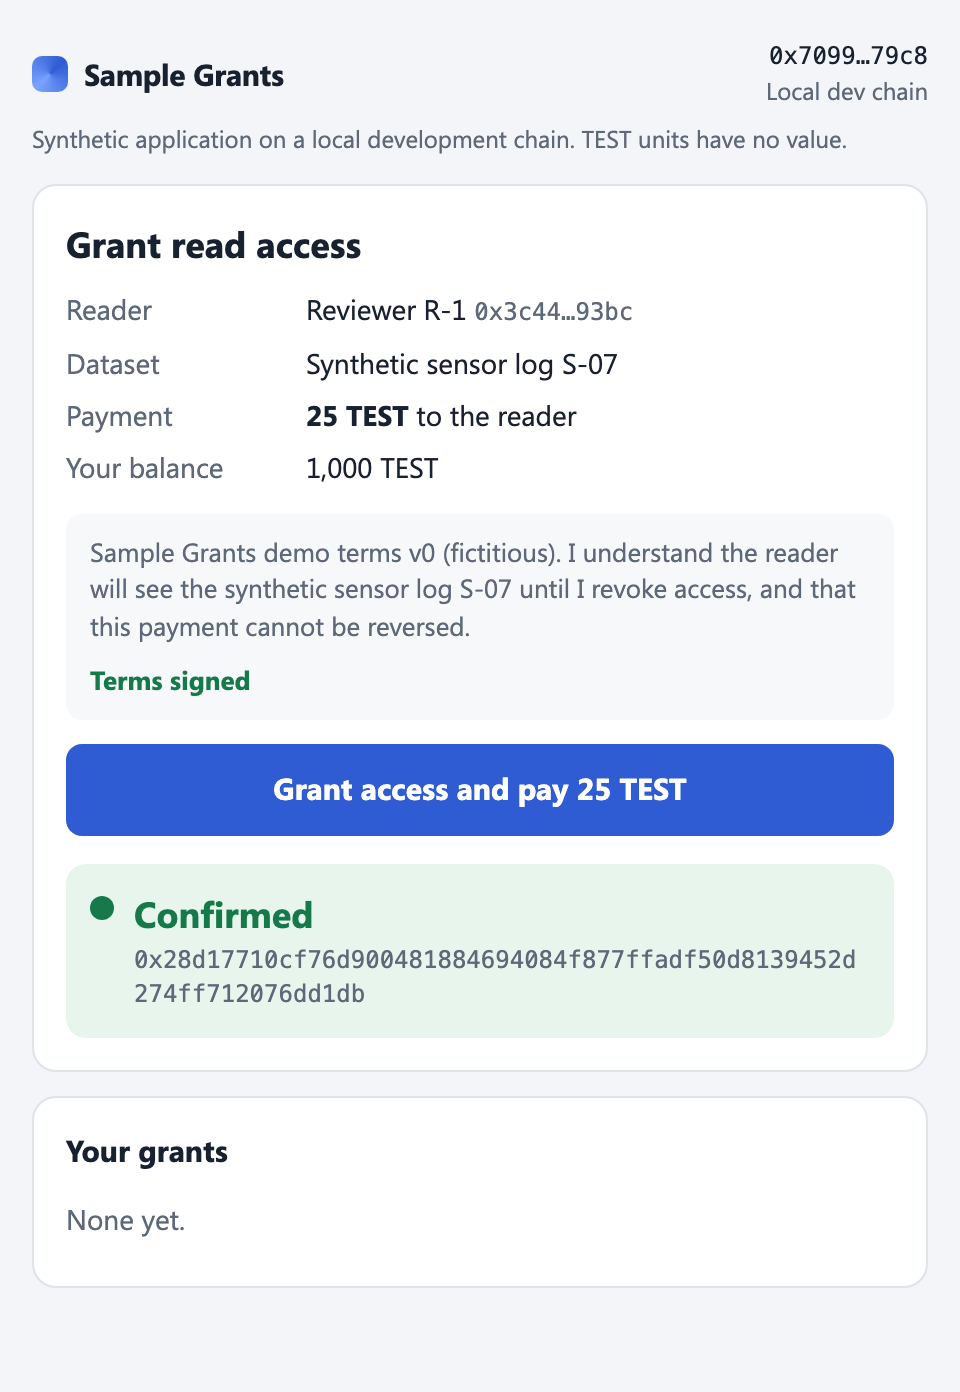 Sample Grants
0x7099…79c8
Local dev chain
Synthetic application on a local development chain. TEST units have no value.
Grant read access
Reader Reviewer R-1 0x3c44…93bc
Dataset Synthetic sensor log S-07
Payment 25 TEST to the reader
Your balance 1,000 TEST
Sample Grants demo terms v0 (fictitious). I understand the reader
will see the synthetic sensor log S-07 until I revoke access, and that
this payment cannot be reversed.
Terms signed
Grant access and pay 25 TEST
Confirmed
0x28d17710cf76d900481884694084f877ffadf50d8139452d
274ff712076dd1db
Your grants
None yet.